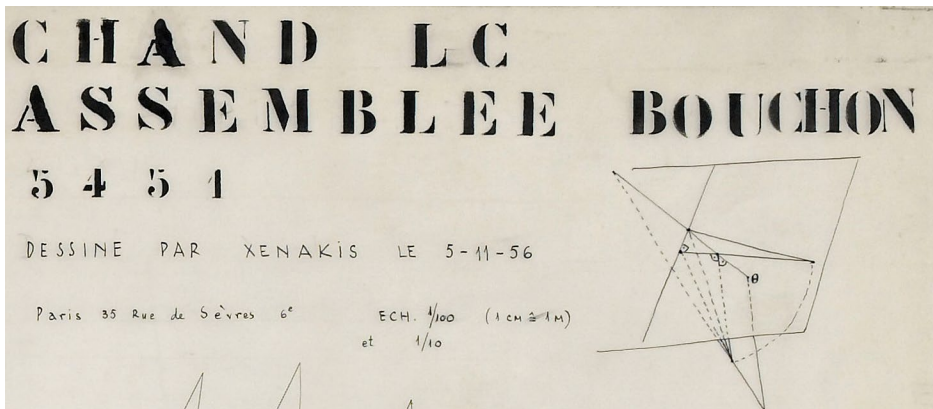 CHAND LC
ASSEMBLEE BOUCHON
5451
DESSINE PAR XENAKiS LE 5-11-56
Paris 35 Rue de Sèvres 6e
ECH. 1/100 (1 CM ≙ 1M)
et 1/10
θ